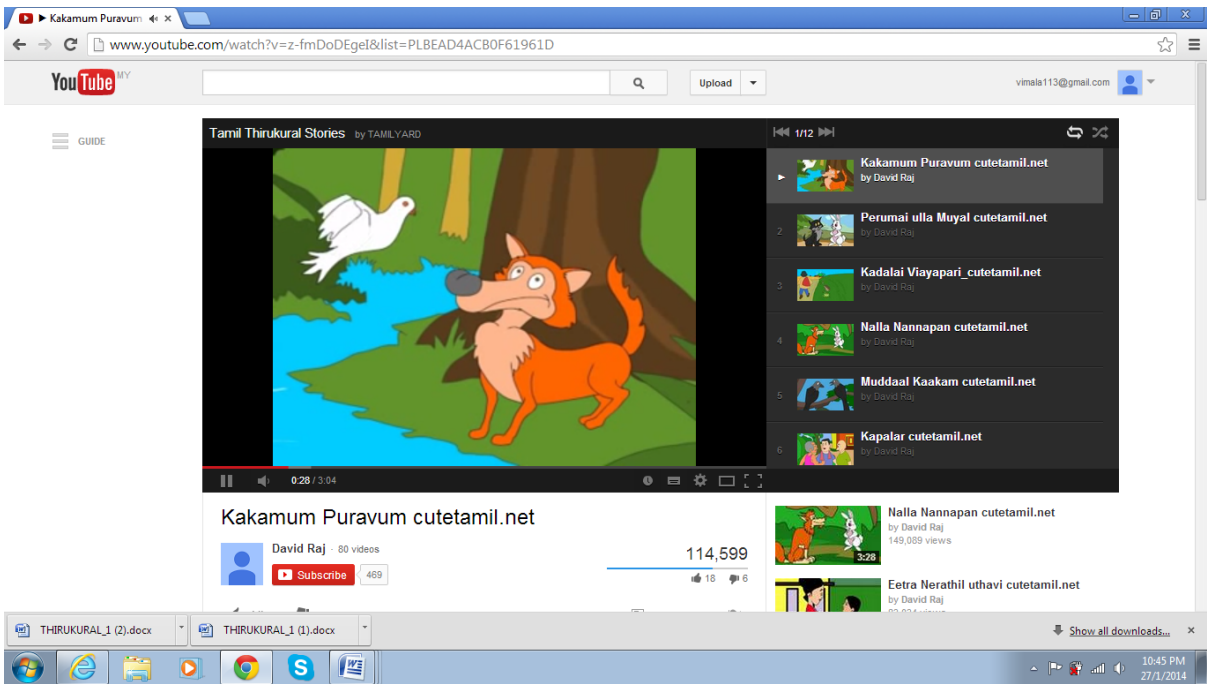 Kakamum Puravum
www.youtube.com/watch?v=z-fmDoDEgeI&list=PLBEAD4ACB0F61961D
YouTube MY
Upload
vimala113@gmail.com
GUIDE
Tamil Thirukural Stories by TAMILYARD
1/12
Kakamum Puravum cutetamil.net
by David Raj
2
Perumai ulla Muyal cutetamil.net
by David Raj
3
Kadalai Viayapari_cutetamil.net
by David Raj
4
Nalla Nannapan cutetamil.net
by David Raj
5
Muddaal Kaakam cutetamil.net
by David Raj
6
Kapalar cutetamil.net
by David Raj
0:28 / 3:04
Kakamum Puravum cutetamil.net
David Raj · 80 videos
Subscribe 469
114,599
18 6
Nalla Nannapan cutetamil.net
by David Raj
149,089 views
3:28
Eetra Nerathil uthavi cutetamil.net
by David Raj
THIRUKURAL_1 (2).docx
THIRUKURAL_1 (1).docx
Show all downloads...
10:45 PM
27/1/2014